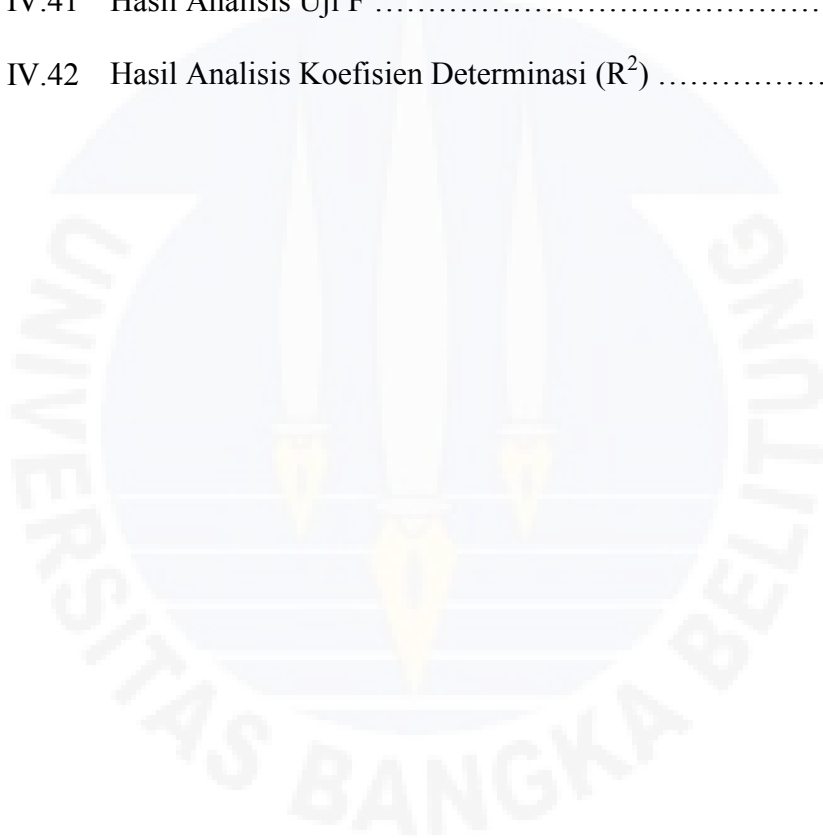 IV.41 Hasil Analisis Uji F ……………………………………
IV.42 Hasil Analisis Koefisien Determinasi (R²) ……………
UNIVERSITAS BANGKA BELITUNG